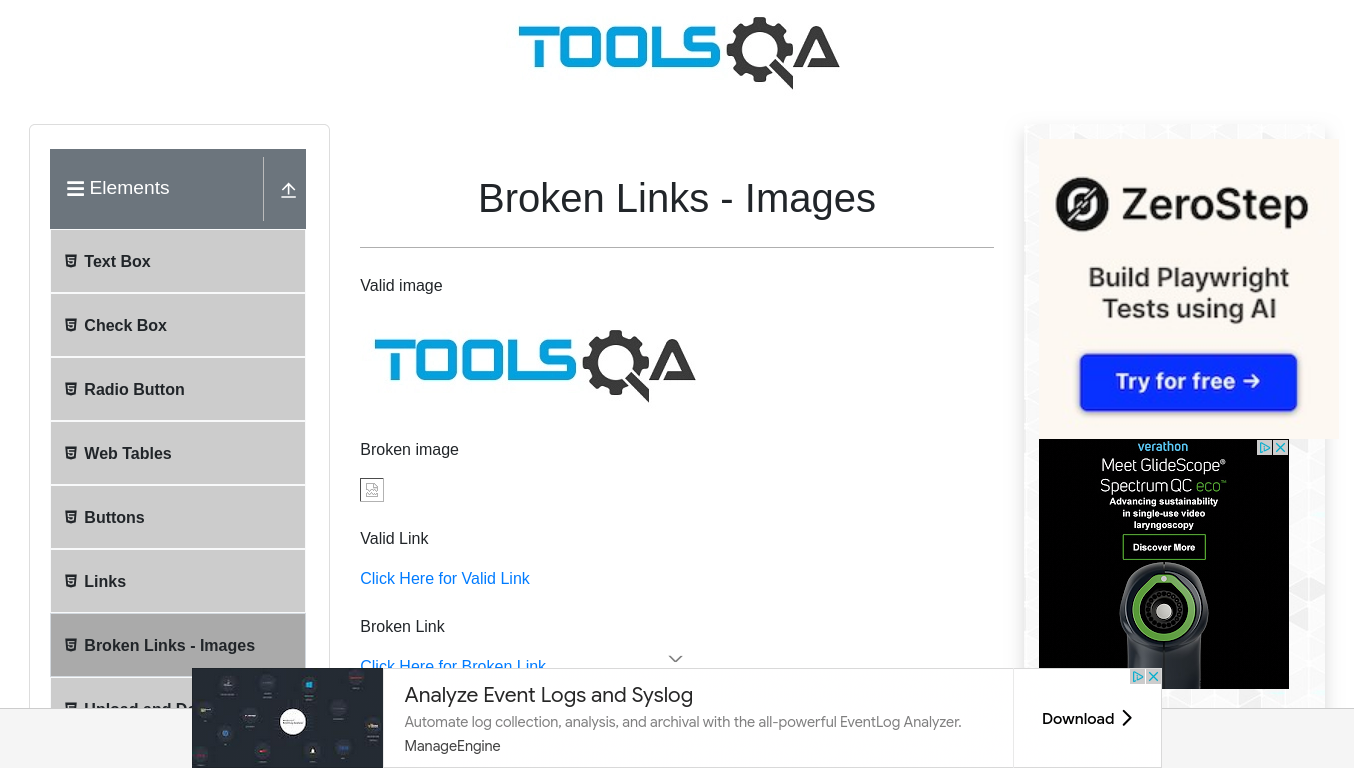 TOOLSQA
Elements
Text Box
Check Box
Radio Button
Web Tables
Buttons
Links
Broken Links - Images
Upload and Do
Broken Links - Images
Valid image
TOOLSQA
Broken image
Valid Link
Click Here for Valid Link
Broken Link
Click Here for Broken Link
ZeroStep
Build Playwright
Tests using AI
Try for free →
verathon
Meet GlideScope®
Spectrum QC eco™
Advancing sustainability
in single-use video
laryngoscopy
Discover More
Analyze Event Logs and Syslog
Automate log collection, analysis, and archival with the all-powerful EventLog Analyzer.
ManageEngine
Download